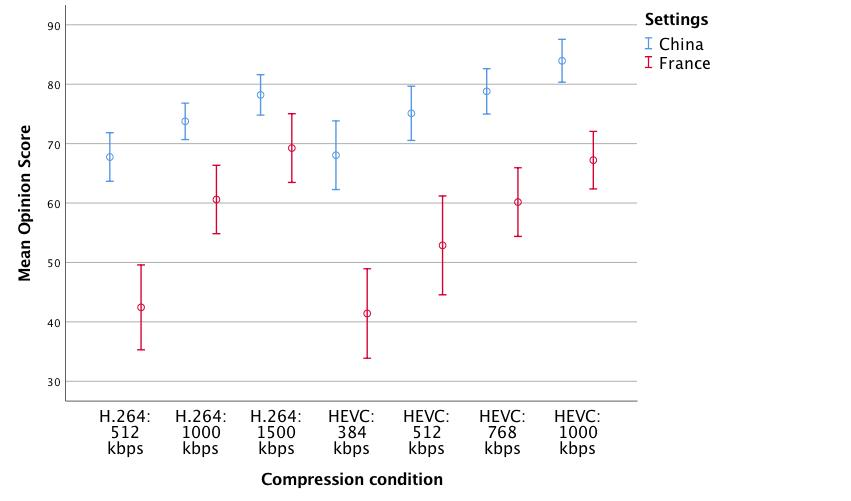 Settings
China
France
90
80
70
60
50
40
30
Mean Opinion Score
H.264: H.264: H.264: HEVC: HEVC: HEVC: HEVC:
512 1000 1500 384 512 768 1000
kbps kbps kbps kbps kbps kbps kbps
Compression condition